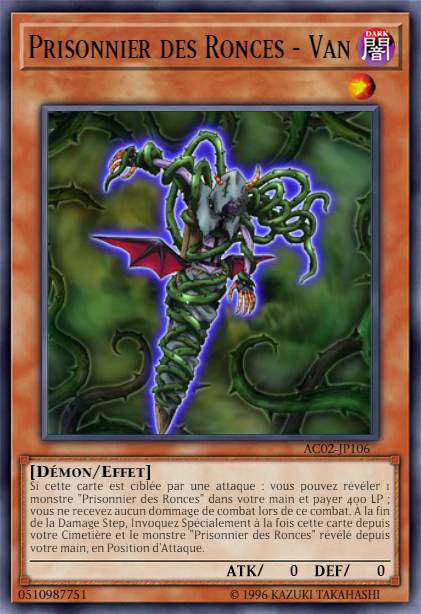 Prisonnier des Ronces - Van
DARK
闇
AC02-JP106
[Démon/Effet]
Si cette carte est ciblée par une attaque : vous pouvez révéler 1
monstre "Prisonnier des Ronces" dans votre main et payer 400 LP ;
vous ne recevez aucun dommage de combat lors de ce combat. A la fin
de la Damage Step, Invoquez Spécialement à la fois cette carte depuis
votre Cimetière et le monstre "Prisonnier des Ronces" révélé depuis
votre main, en Position d'Attaque.
ATK/ 0 DEF/ 0
0510987751 © 1996 KAZUKI TAKAHASHI